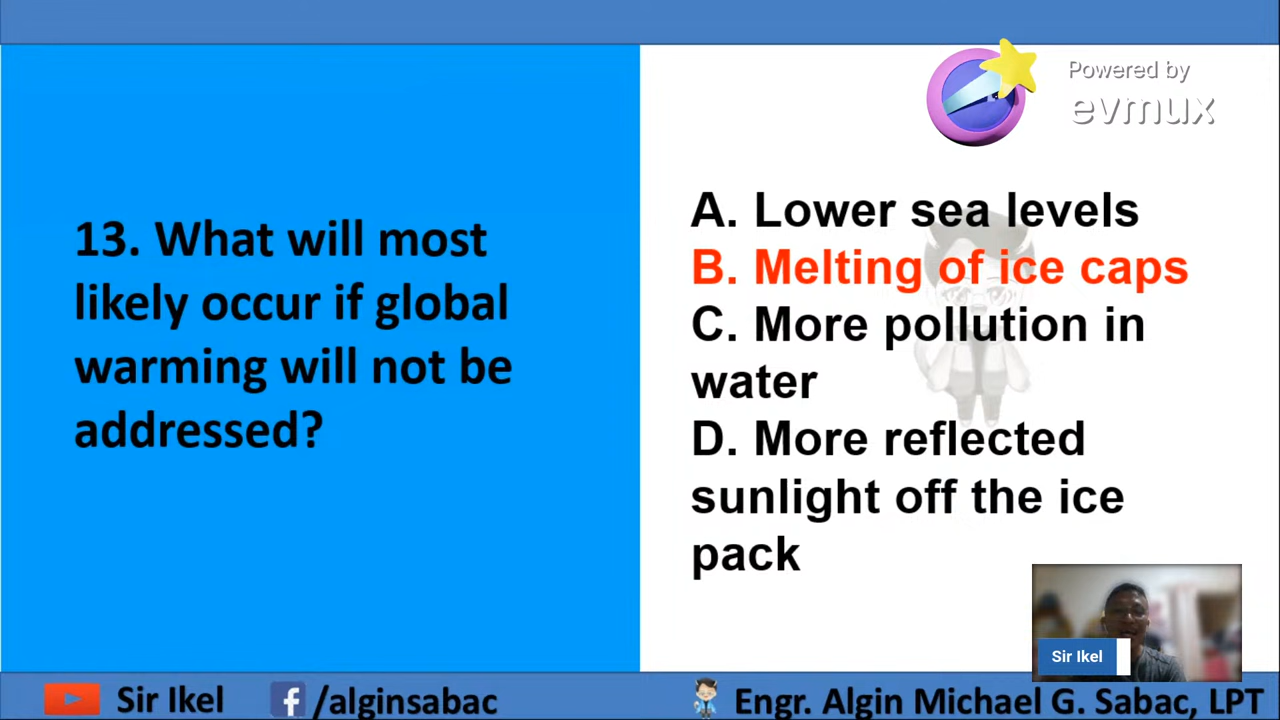 Powered by
evmux
13. What will most
likely occur if global
warming will not be
addressed?
A. Lower sea levels
B. Melting of ice caps
C. More pollution in
water
D. More reflected
sunlight off the ice
pack
Sir Ikel
Sir Ikel
/alginsabac
Engr. Algin Michael G. Sabac, LPT